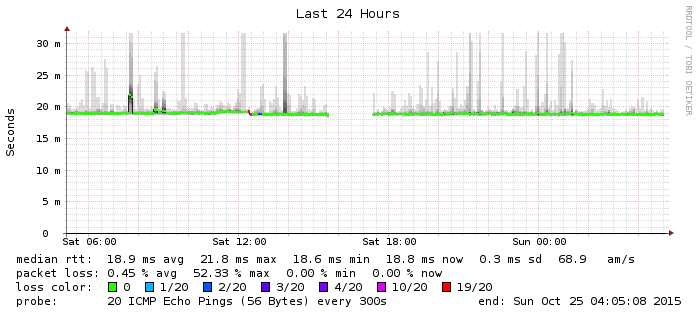 Last 24 Hours
RRDTOOL / TOBI OETIKER
Seconds
30 m
25 m
20 m
15 m
10 m
5 m
0
Sat 06:00 Sat 12:00 Sat 18:00 Sun 00:00
median rtt: 18.9 ms avg 21.8 ms max 18.6 ms min 18.8 ms now 0.3 ms sd 68.9 am/s
packet loss: 0.45 % avg 52.33 % max 0.00 % min 0.00 % now
loss color: 0 1/20 2/20 3/20 4/20 10/20 19/20
probe: 20 ICMP Echo Pings (56 Bytes) every 300s end: Sun Oct 25 04:05:08 2015